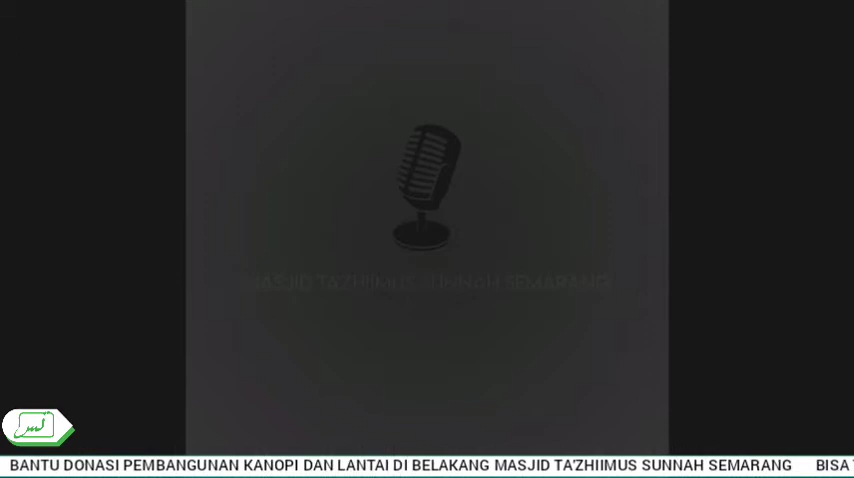 MASJID TA'ZHIIMUS SUNNAH SEMARANG
BANTU DONASI PEMBANGUNAN KANOPI DAN LANTAI DI BELAKANG MASJID TA'ZHIIMUS SUNNAH SEMARANG BISA